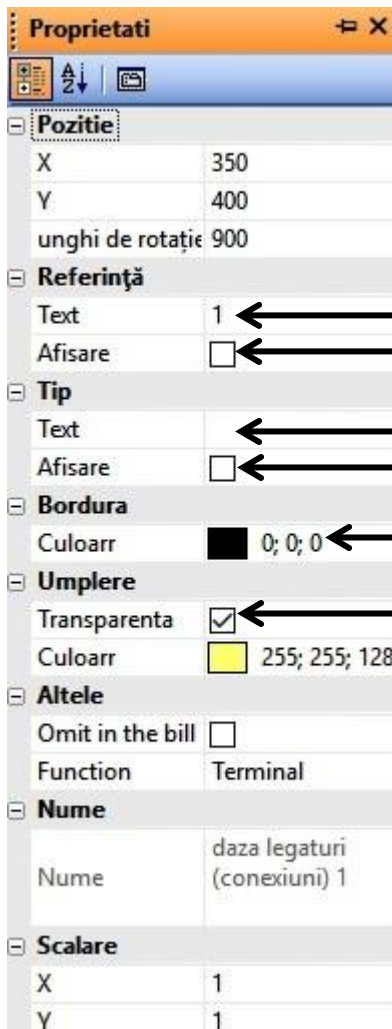 Proprietati
Pozitie
X 350
Y 400
unghi de rotație 900
Referinţă
Text 1
Afisare
Tip
Text
Afisare
Bordura
Culoarr 0; 0; 0
Umplere
Transparenta
Culoarr 255; 255; 128
Altele
Omit in the bill
Function Terminal
Nume
Nume daza legaturi
(conexiuni) 1
Scalare
X 1
Y 1